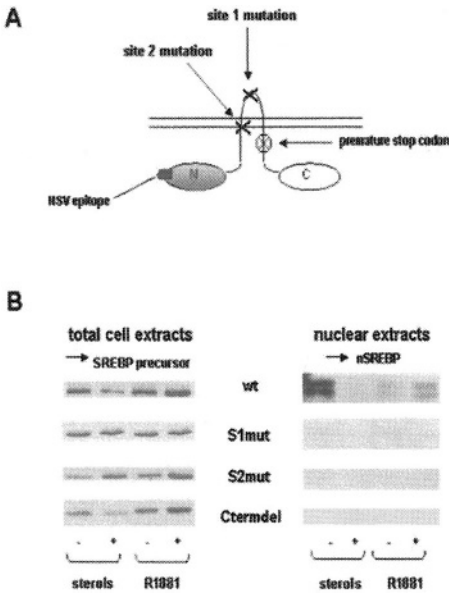 A
site 1 mutation
site 2 mutation
premature stop codon
N
C
HSV epitope
B
total cell extracts
nuclear extracts
SREBP precursor
nSREBP
wt
S1mut
S2mut
Ctermdel
- + - + - + - +
sterols R1881 sterols R1881